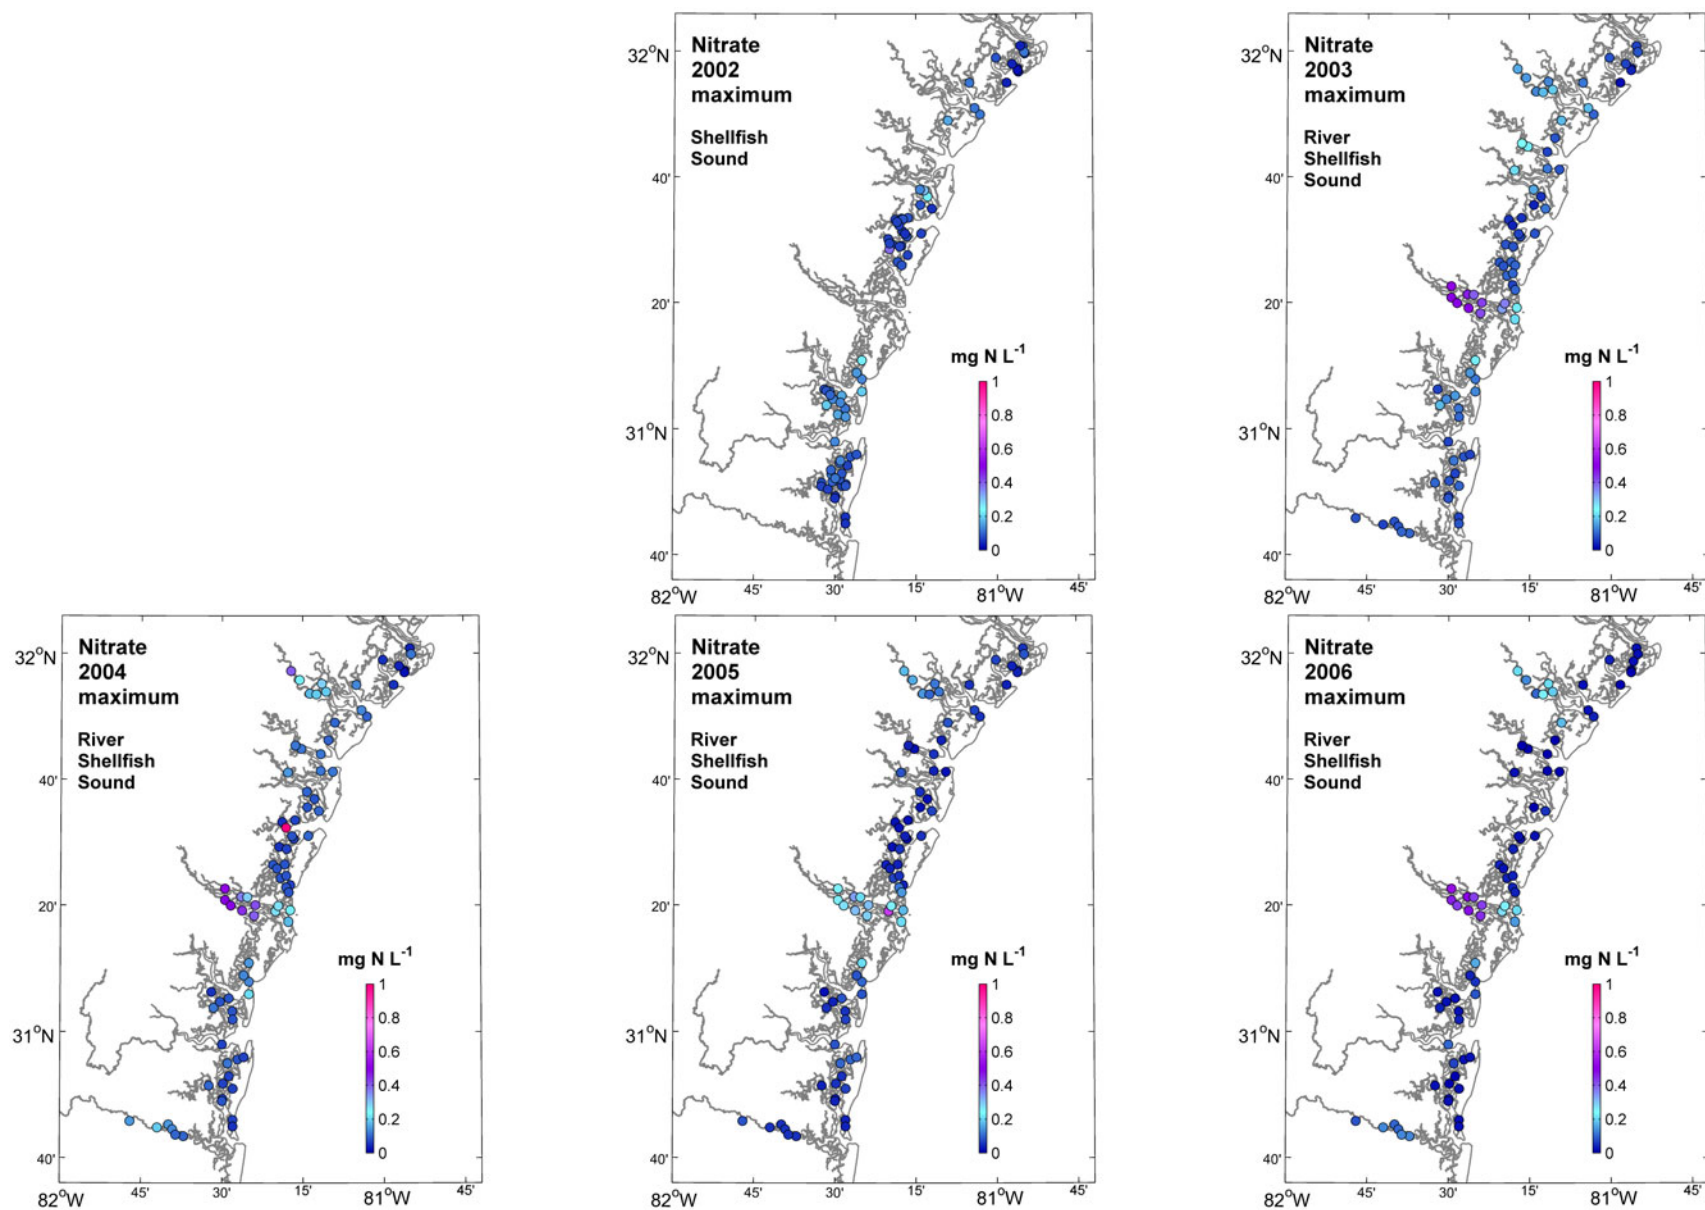 Nitrate
2002
maximum
Shellfish
Sound
32°N
40'
20'
31°N
40'
82°W
45'
30'
15'
81°W
45'
mg N L⁻¹
1
0.8
0.6
0.4
0.2
0
Nitrate
2003
maximum
River
Shellfish
Sound
32°N
40'
20'
31°N
40'
82°W
45'
30'
15'
81°W
45'
mg N L⁻¹
1
0.8
0.6
0.4
0.2
0
Nitrate
2004
maximum
River
Shellfish
Sound
32°N
40'
20'
31°N
40'
82°W
45'
30'
15'
81°W
45'
mg N L⁻¹
1
0.8
0.6
0.4
0.2
0
Nitrate
2005
maximum
River
Shellfish
Sound
32°N
40'
20'
31°N
40'
82°W
45'
30'
15'
81°W
45'
mg N L⁻¹
1
0.8
0.6
0.4
0.2
0
Nitrate
2006
maximum
River
Shellfish
Sound
32°N
40'
20'
31°N
40'
82°W
45'
30'
15'
81°W
45'
mg N L⁻¹
1
0.8
0.6
0.4
0.2
0